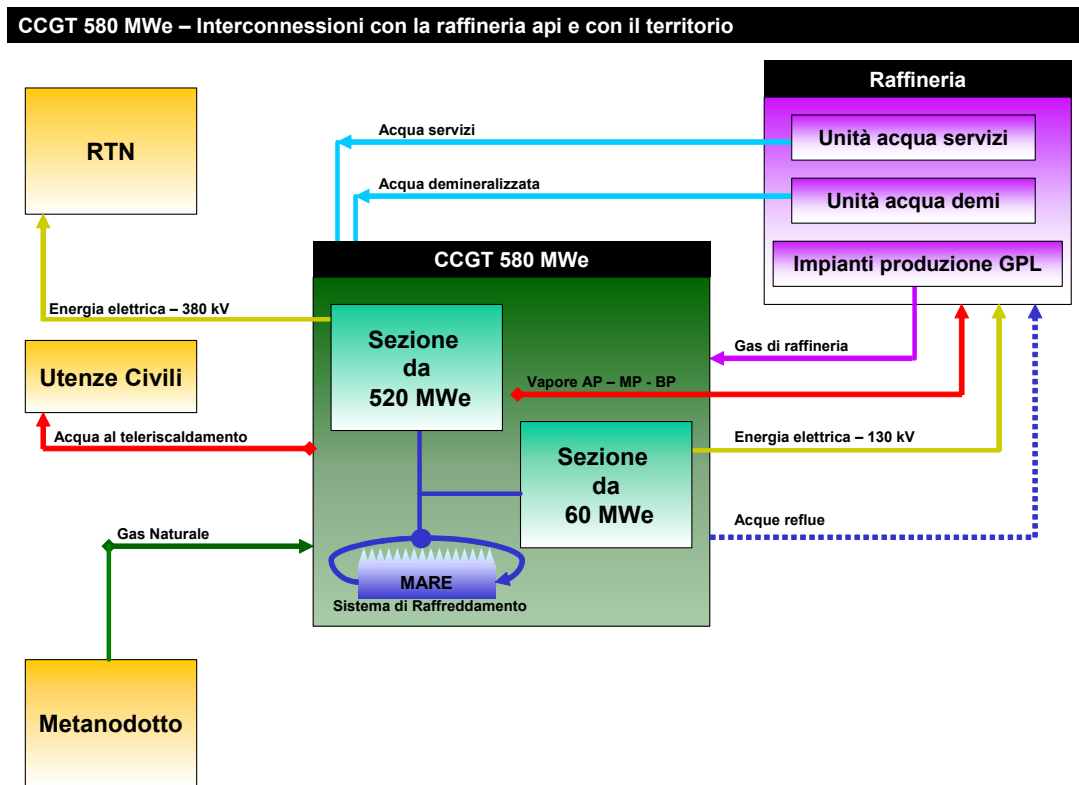 CCGT 580 MWe – Interconnessioni con la raffineria api e con il territorio
Raffineria
RTN
Acqua servizi
Unità acqua servizi
Acqua demineralizzata
Unità acqua demi
CCGT 580 MWe
Impianti produzione GPL
Energia elettrica – 380 kV
Sezione
da
520 MWe
Gas di raffineria
Utenze Civili
Vapore AP – MP - BP
Acqua al teleriscaldamento
Energia elettrica – 130 kV
Sezione
da
60 MWe
Gas Naturale
Acque reflue
MARE
Sistema di Raffreddamento
Metanodotto